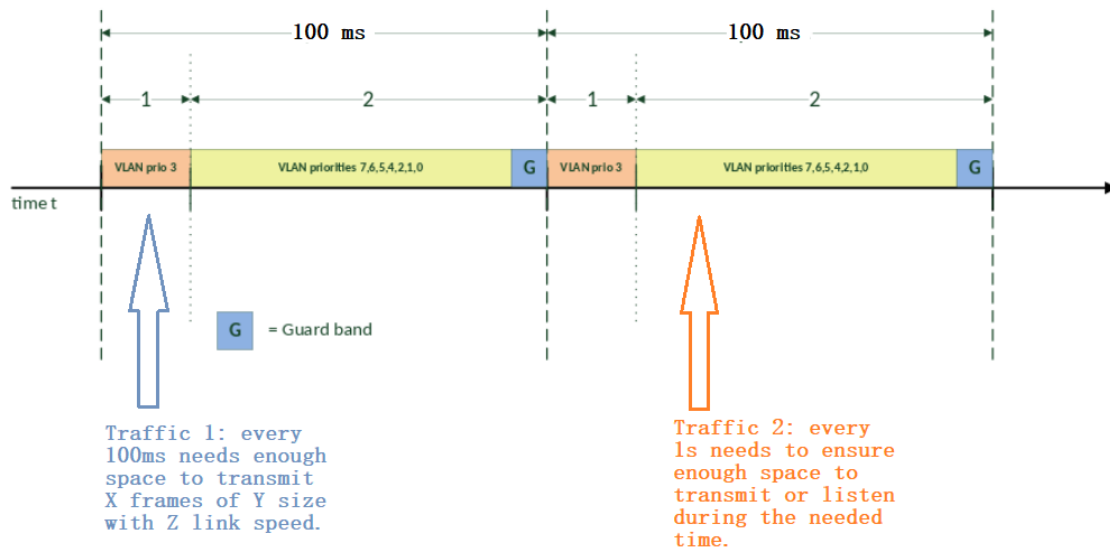 100 ms
100 ms
1
2
1
2
VLAN prio 3
VLAN priorities 7,6,5,4,2,1,0
G
VLAN prio 3
VLAN priorities 7,6,5,4,2,1,0
G
time t
G
= Guard band
Traffic 1: every
100ms needs enough
space to transmit
X frames of Y size
with Z link speed.
Traffic 2: every
1s needs to ensure
enough space to
transmit or listen
during the needed
time.